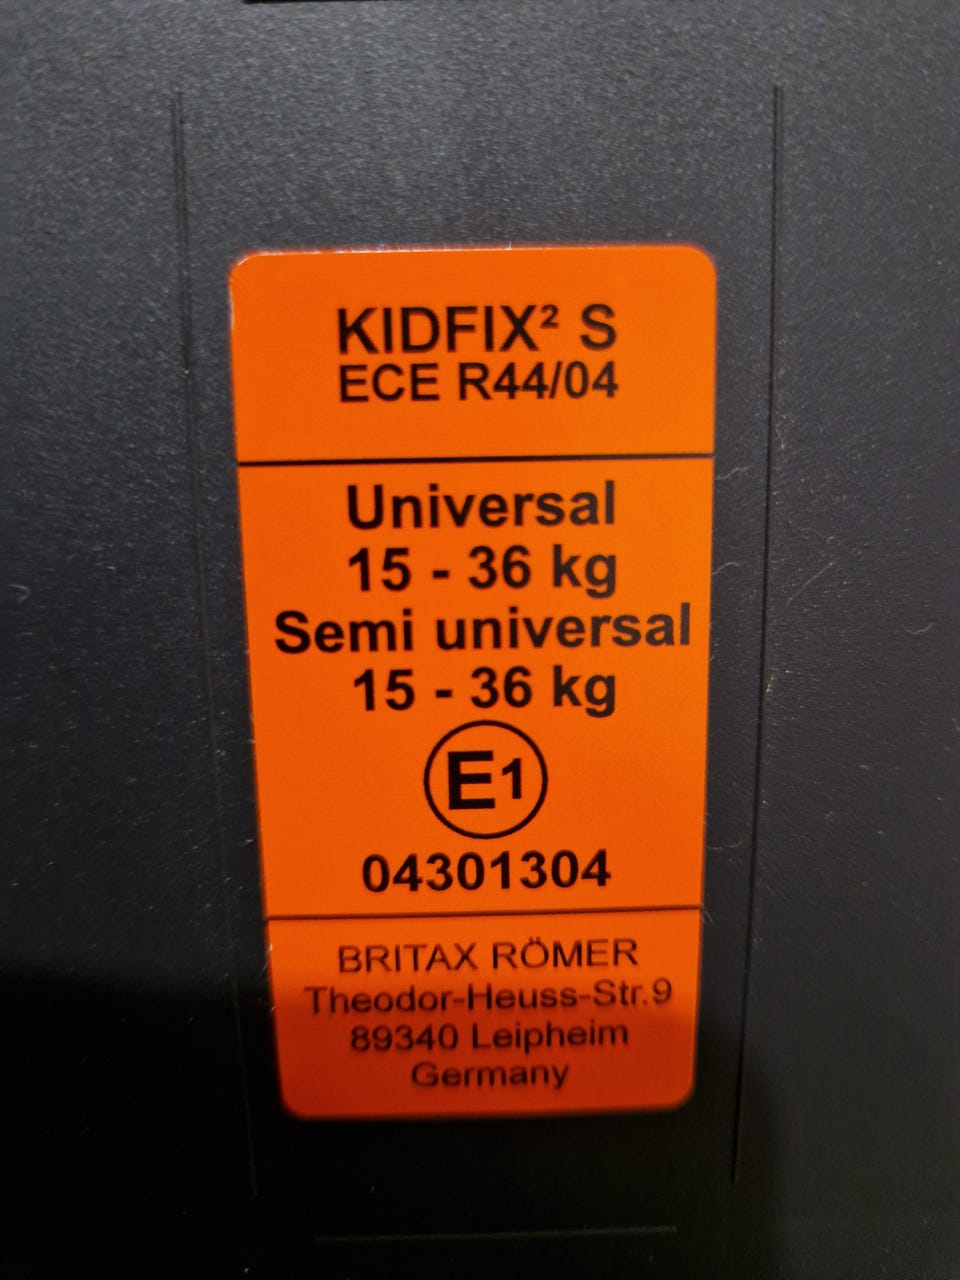 KIDFIX² S
ECE R44/04
Universal
15 - 36 kg
Semi universal
15 - 36 kg
E1
04301304
BRITAX RÖMER
Theodor-Heuss-Str.9
89340 Leipheim
Germany